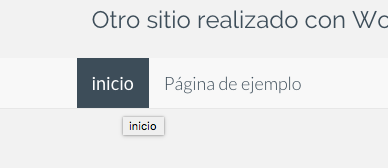 Otro sitio realizado con
inicio Página de ejemplo
inicio